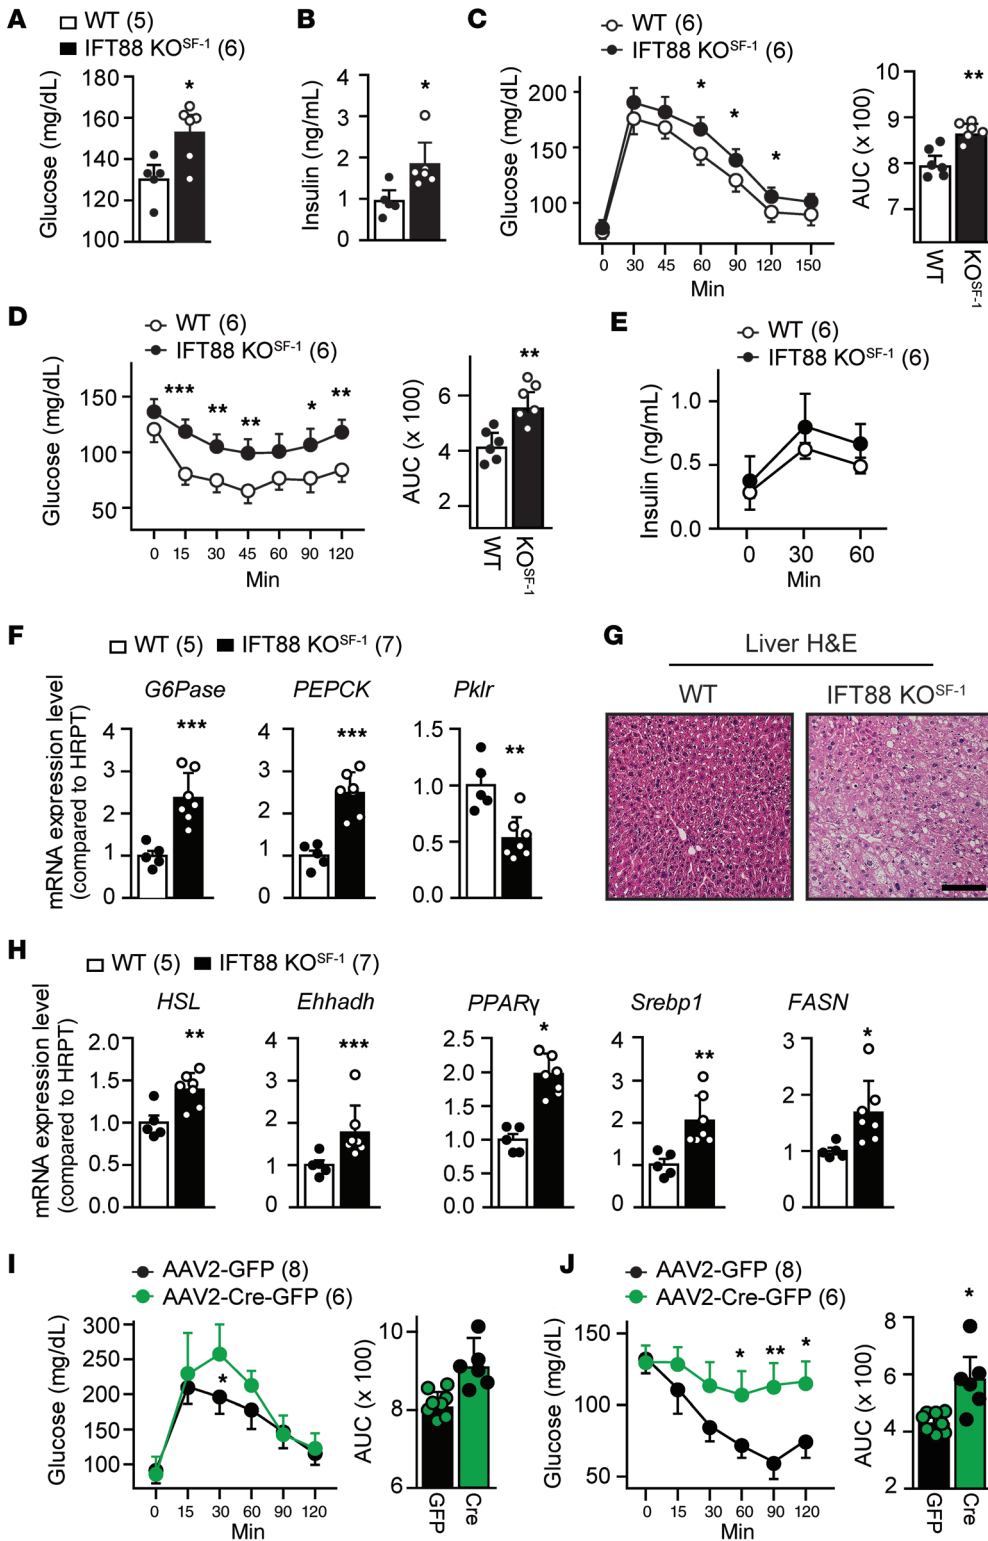 A
WT (5)
IFT88 KO^SF-1 (6)
Glucose (mg/dL)
180
160
140
120
100
*
B
Insulin (ng/mL)
4
3
2
1
0
*
C
WT (6)
IFT88 KO^SF-1 (6)
Glucose (mg/dL)
200
150
100
* * *
0 30 45 60 90 120 150
Min
AUC (x 100)
10
9
8
7
**
WT KO^SF-1
D
WT (6)
IFT88 KO^SF-1 (6)
Glucose (mg/dL)
150
100
50
*** ** ** * **
0 15 30 45 60 90 120
Min
AUC (x 100)
6
4
2
**
WT KO^SF-1
E
WT (6)
IFT88 KO^SF-1 (6)
Insulin (ng/mL)
1.0
0.5
0.0
0 30 60
Min
F
WT (5) IFT88 KO^SF-1 (7)
mRNA expression level
(compared to HRPT)
G6Pase
4
3
2
1
0
***
PEPCK
4
3
2
1
0
***
Pklr
1.5
1.0
0.5
0.0
**
G
Liver H&E
WT IFT88 KO^SF-1
H
WT (5) IFT88 KO^SF-1 (7)
mRNA expression level
(compared to HRPT)
HSL
2.0
1.5
1.0
0.5
0.0
**
Ehhadh
4
3
2
1
0
***
PPARγ
2.5
2.0
1.5
1.0
0.5
0.0
*
Srebp1
4
3
2
1
0
**
FASN
3
2
1
0
*
I
AAV2-GFP (8)
AAV2-Cre-GFP (6)
Glucose (mg/dL)
300
250
200
150
100
*
0 15 30 60 90 120
Min
AUC (x 100)
10
8
6
GFP Cre
J
AAV2-GFP (8)
AAV2-Cre-GFP (6)
Glucose (mg/dL)
150
100
50
* ** *
0 15 30 60 90 120
Min
AUC (x 100)
8
6
4
2
*
GFP Cre